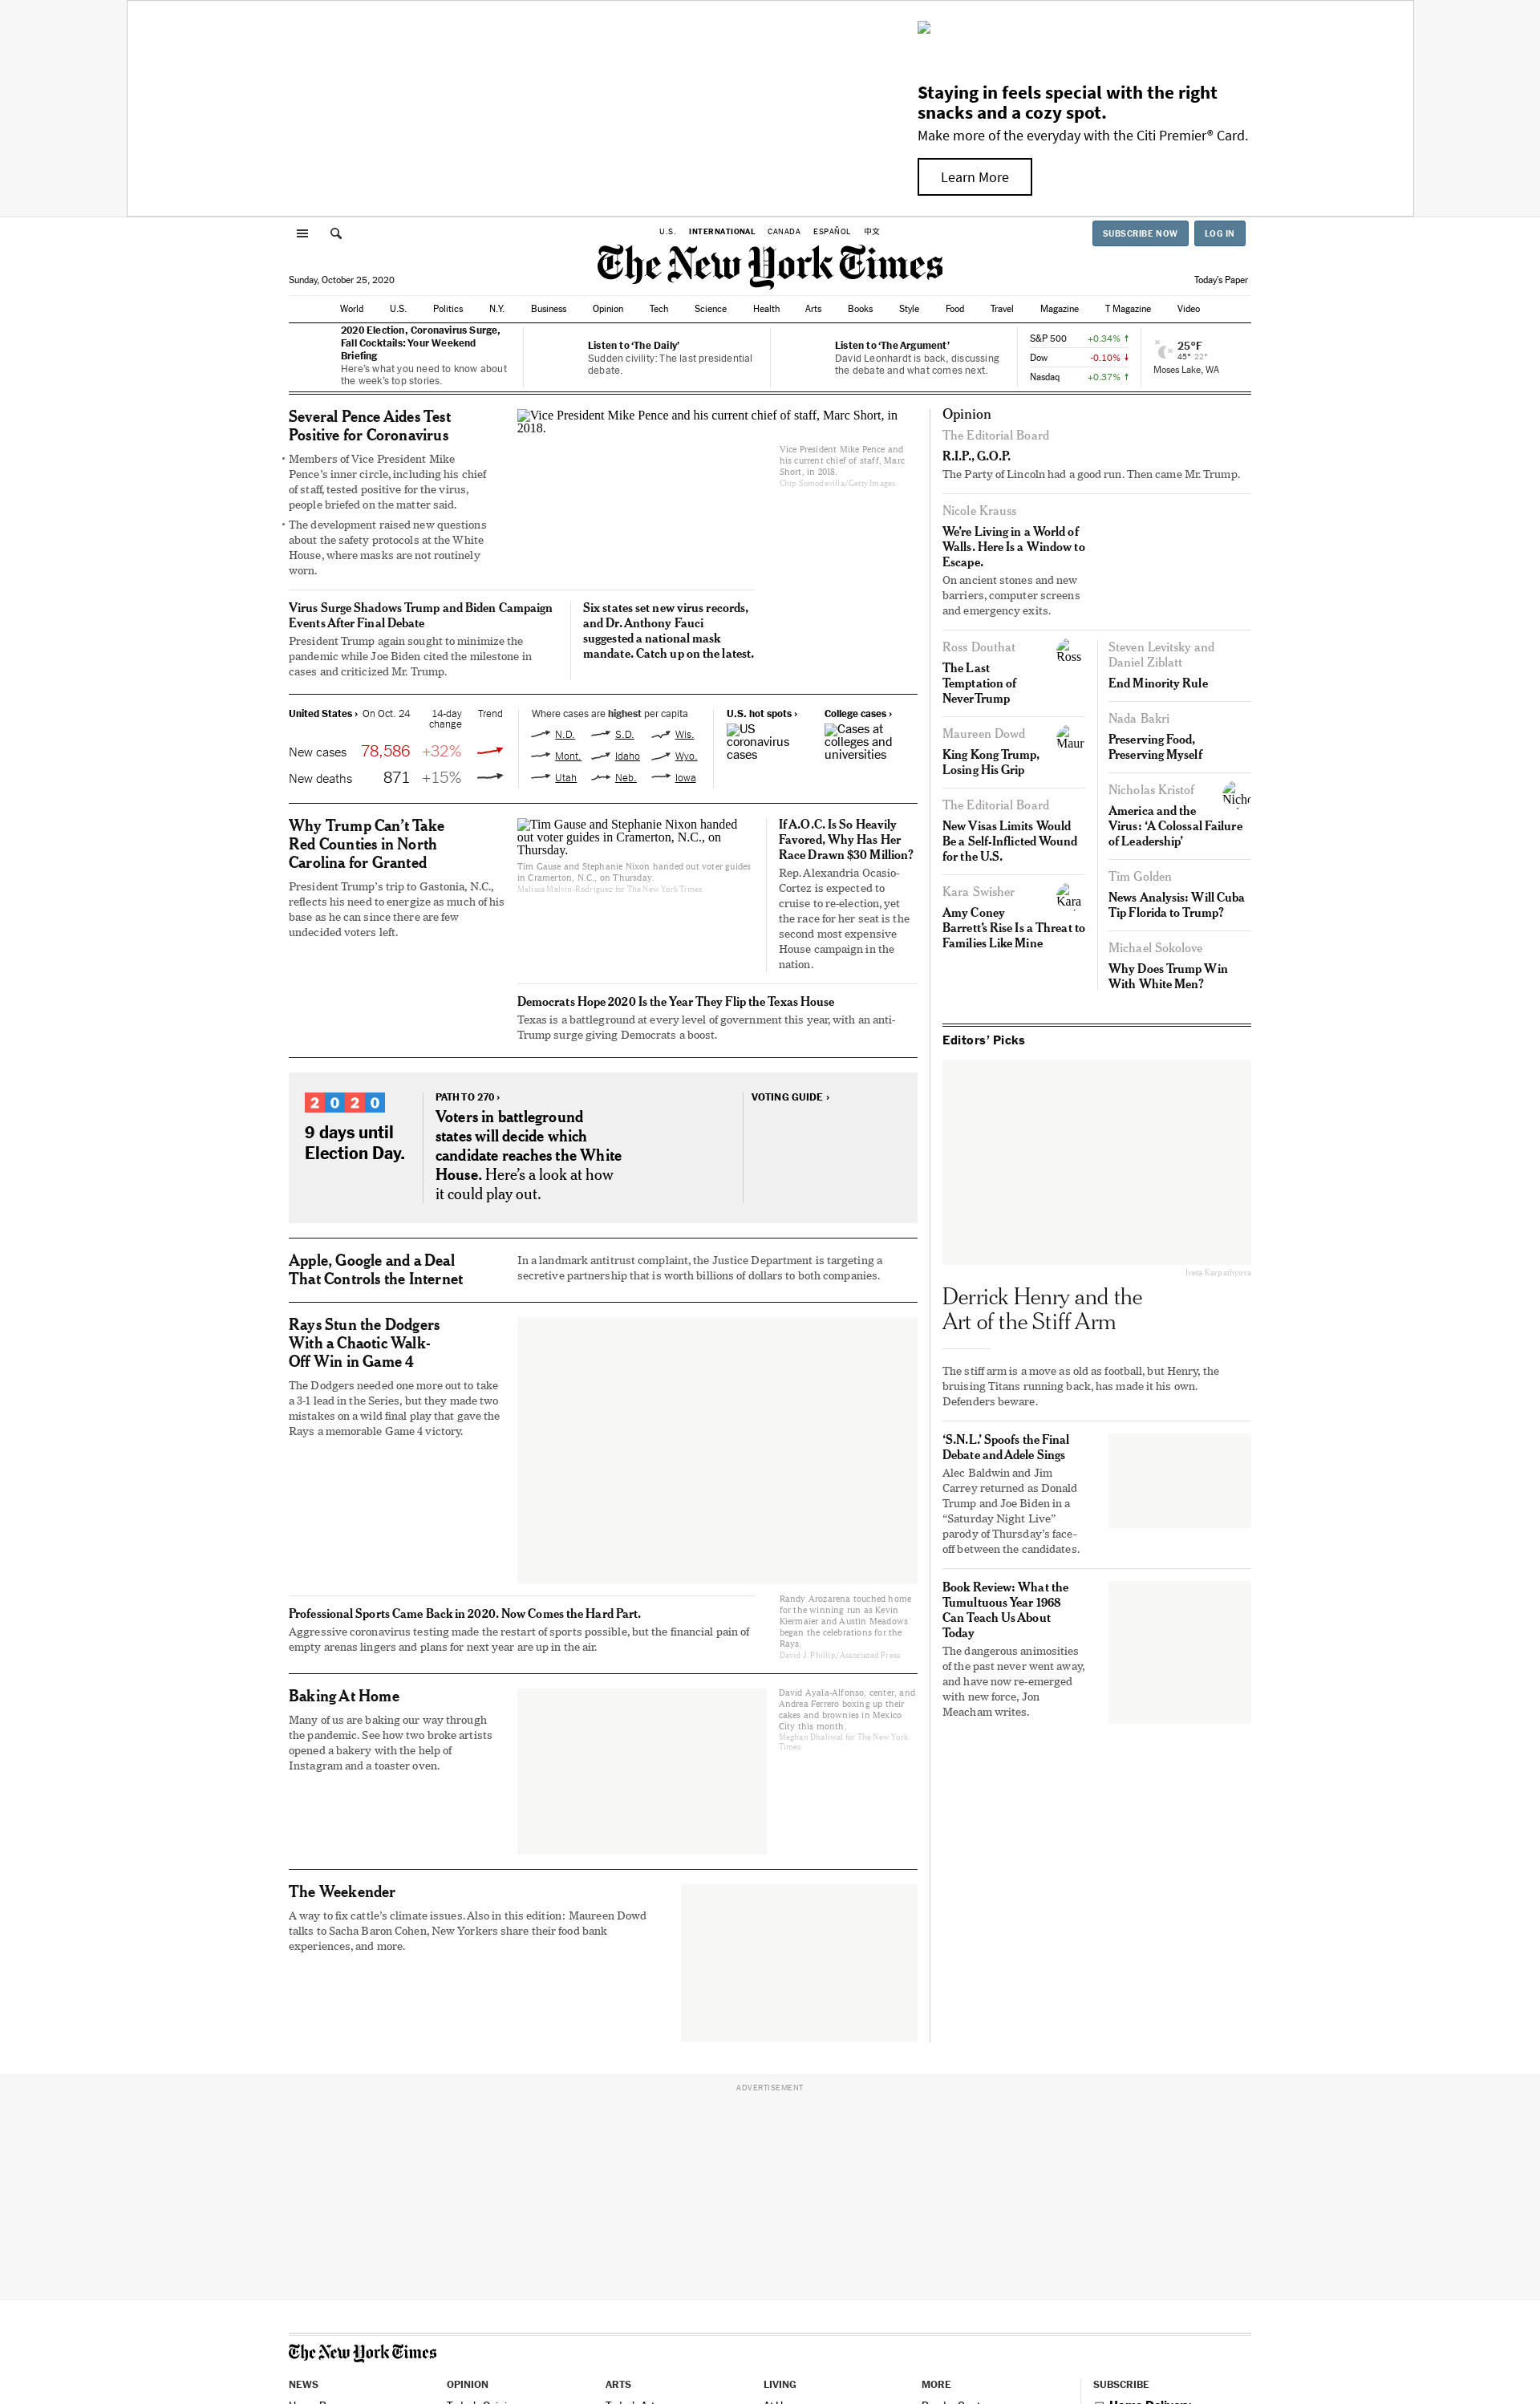 Staying in feels special with the right
snacks and a cozy spot.
Make more of the everyday with the Citi Premier® Card.
Learn More
U.S. INTERNATIONAL CANADA ESPAÑOL 中文
SUBSCRIBE NOW LOG IN
The New York Times
Sunday, October 25, 2020
Today's Paper
World U.S. Politics N.Y. Business Opinion Tech Science Health Arts Books Style Food Travel Magazine T Magazine Video
2020 Election, Coronavirus Surge,
Fall Cocktails: Your Weekend
Briefing
Here's what you need to know about
the week's top stories.
Listen to ‘The Daily’
Sudden civility: The last presidential
debate.
Listen to ‘The Argument’
David Leonhardt is back, discussing
the debate and what comes next.
S&P 500 +0.34% ↑
Dow -0.10% ↓
Nasdaq +0.37% ↑
25°F
45° 22°
Moses Lake, WA
Several Pence Aides Test
Positive for Coronavirus
• Members of Vice President Mike
Pence’s inner circle, including his chief
of staff, tested positive for the virus,
people briefed on the matter said.
• The development raised new questions
about the safety protocols at the White
House, where masks are not routinely
worn.
Vice President Mike Pence and his current chief of staff, Marc Short, in
2018.
Vice President Mike Pence and
his current chief of staff, Marc
Short, in 2018.
Chip Somodevilla/Getty Images
Virus Surge Shadows Trump and Biden Campaign
Events After Final Debate
President Trump again sought to minimize the
pandemic while Joe Biden cited the milestone in
cases and criticized Mr. Trump.
Six states set new virus records,
and Dr. Anthony Fauci
suggested a national mask
mandate. Catch up on the latest.
United States › On Oct. 24 14-day
change Trend
New cases 78,586 +32%
New deaths 871 +15%
Where cases are highest per capita
N.D. S.D. Wis.
Mont. Idaho Wyo.
Utah Neb. Iowa
U.S. hot spots ›
US
coronavirus
cases
College cases ›
Cases at
colleges and
universities
Why Trump Can’t Take
Red Counties in North
Carolina for Granted
President Trump’s trip to Gastonia, N.C.,
reflects his need to energize as much of his
base as he can since there are few
undecided voters left.
Tim Gause and Stephanie Nixon handed
out voter guides in Cramerton, N.C., on
Thursday.
Tim Gause and Stephanie Nixon handed out voter guides
in Cramerton, N.C., on Thursday.
Melissa Melvin-Rodriguez for The New York Times
If A.O.C. Is So Heavily
Favored, Why Has Her
Race Drawn $30 Million?
Rep. Alexandria Ocasio-
Cortez is expected to
cruise to re-election, yet
the race for her seat is the
second most expensive
House campaign in the
nation.
Democrats Hope 2020 Is the Year They Flip the Texas House
Texas is a battleground at every level of government this year, with an anti-
Trump surge giving Democrats a boost.
2020
9 days until
Election Day.
PATH TO 270 ›
Voters in battleground
states will decide which
candidate reaches the White
House. Here’s a look at how
it could play out.
VOTING GUIDE ›
Apple, Google and a Deal
That Controls the Internet
In a landmark antitrust complaint, the Justice Department is targeting a
secretive partnership that is worth billions of dollars to both companies.
Rays Stun the Dodgers
With a Chaotic Walk-
Off Win in Game 4
The Dodgers needed one more out to take
a 3-1 lead in the Series, but they made two
mistakes on a wild final play that gave the
Rays a memorable Game 4 victory.
Professional Sports Came Back in 2020. Now Comes the Hard Part.
Aggressive coronavirus testing made the restart of sports possible, but the financial pain of
empty arenas lingers and plans for next year are up in the air.
Randy Arozarena touched home
for the winning run as Kevin
Kiermaier and Austin Meadows
began the celebrations for the
Rays.
David J. Phillip/Associated Press
Baking At Home
Many of us are baking our way through
the pandemic. See how two broke artists
opened a bakery with the help of
Instagram and a toaster oven.
David Ayala-Alfonso, center, and
Andrea Ferrero boxing up their
cakes and brownies in Mexico
City this month.
Meghan Dhaliwal for The New York
Times
The Weekender
A way to fix cattle’s climate issues. Also in this edition: Maureen Dowd
talks to Sacha Baron Cohen, New Yorkers share their food bank
experiences, and more.
Opinion
The Editorial Board
R.I.P., G.O.P.
The Party of Lincoln had a good run. Then came Mr. Trump.
Nicole Krauss
We’re Living in a World of
Walls. Here Is a Window to
Escape.
On ancient stones and new
barriers, computer screens
and emergency exits.
Ross Douthat
Ross
The Last
Temptation of
NeverTrump
Maureen Dowd
Maur
King Kong Trump,
Losing His Grip
The Editorial Board
New Visas Limits Would
Be a Self-Inflicted Wound
for the U.S.
Kara Swisher
Kara
Amy Coney
Barrett’s Rise Is a Threat to
Families Like Mine
Steven Levitsky and
Daniel Ziblatt
End Minority Rule
Nada Bakri
Preserving Food,
Preserving Myself
Nicholas Kristof
Nicho
America and the
Virus: ‘A Colossal Failure
of Leadership’
Tim Golden
News Analysis: Will Cuba
Tip Florida to Trump?
Michael Sokolove
Why Does Trump Win
With White Men?
Editors’ Picks
Iveta Karpathyova
Derrick Henry and the
Art of the Stiff Arm
The stiff arm is a move as old as football, but Henry, the
bruising Titans running back, has made it his own.
Defenders beware.
‘S.N.L.’ Spoofs the Final
Debate and Adele Sings
Alec Baldwin and Jim
Carrey returned as Donald
Trump and Joe Biden in a
“Saturday Night Live”
parody of Thursday’s face-
off between the candidates.
Book Review: What the
Tumultuous Year 1968
Can Teach Us About
Today
The dangerous animosities
of the past never went away,
and have now re-emerged
with new force, Jon
Meacham writes.
ADVERTISEMENT
The New York Times
NEWS OPINION ARTS LIVING MORE SUBSCRIBE